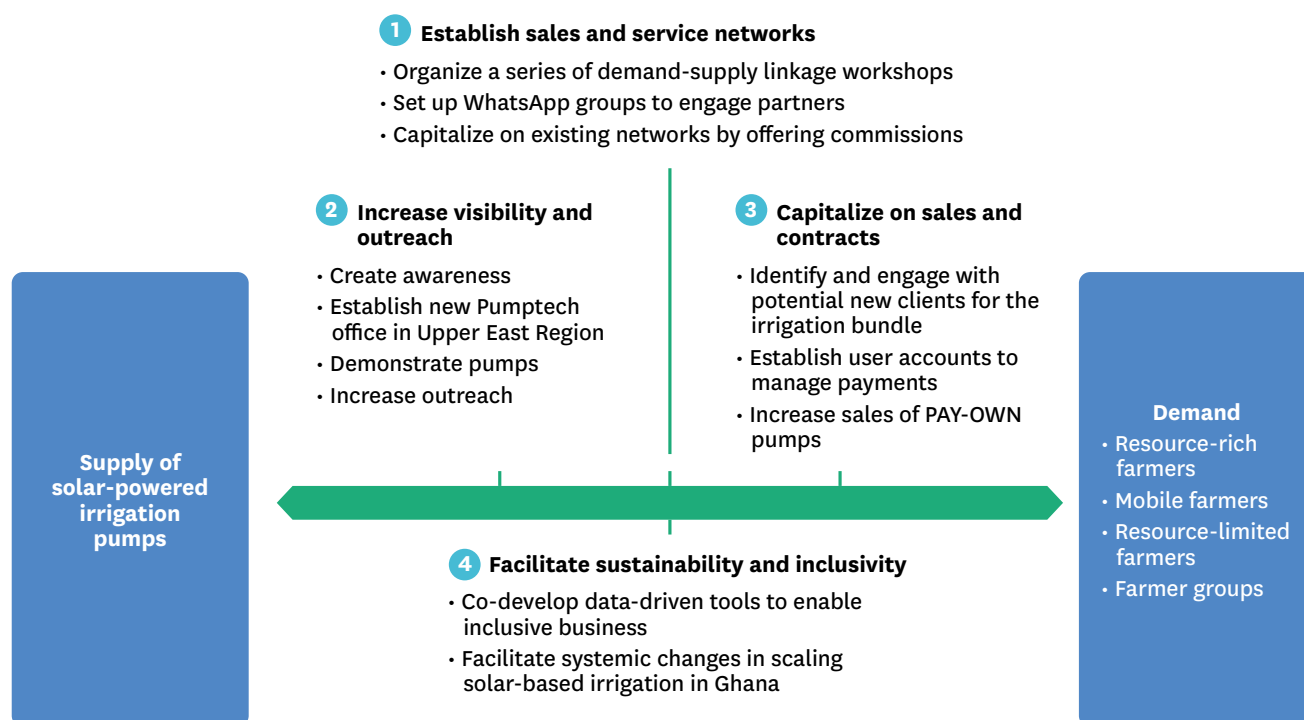 1 Establish sales and service networks
• Organize a series of demand-supply linkage workshops
• Set up WhatsApp groups to engage partners
• Capitalize on existing networks by offering commissions
2 Increase visibility and
outreach
• Create awareness
• Establish new Pumptech
office in Upper East Region
• Demonstrate pumps
• Increase outreach
3 Capitalize on sales and
contracts
• Identify and engage with
potential new clients for the
irrigation bundle
• Establish user accounts to
manage payments
• Increase sales of PAY-OWN
pumps
Supply of
solar-powered
irrigation
pumps
Demand
• Resource-rich
farmers
• Mobile farmers
• Resource-limited
farmers
• Farmer groups
4 Facilitate sustainability and inclusivity
• Co-develop data-driven tools to enable
inclusive business
• Facilitate systemic changes in scaling
solar-based irrigation in Ghana